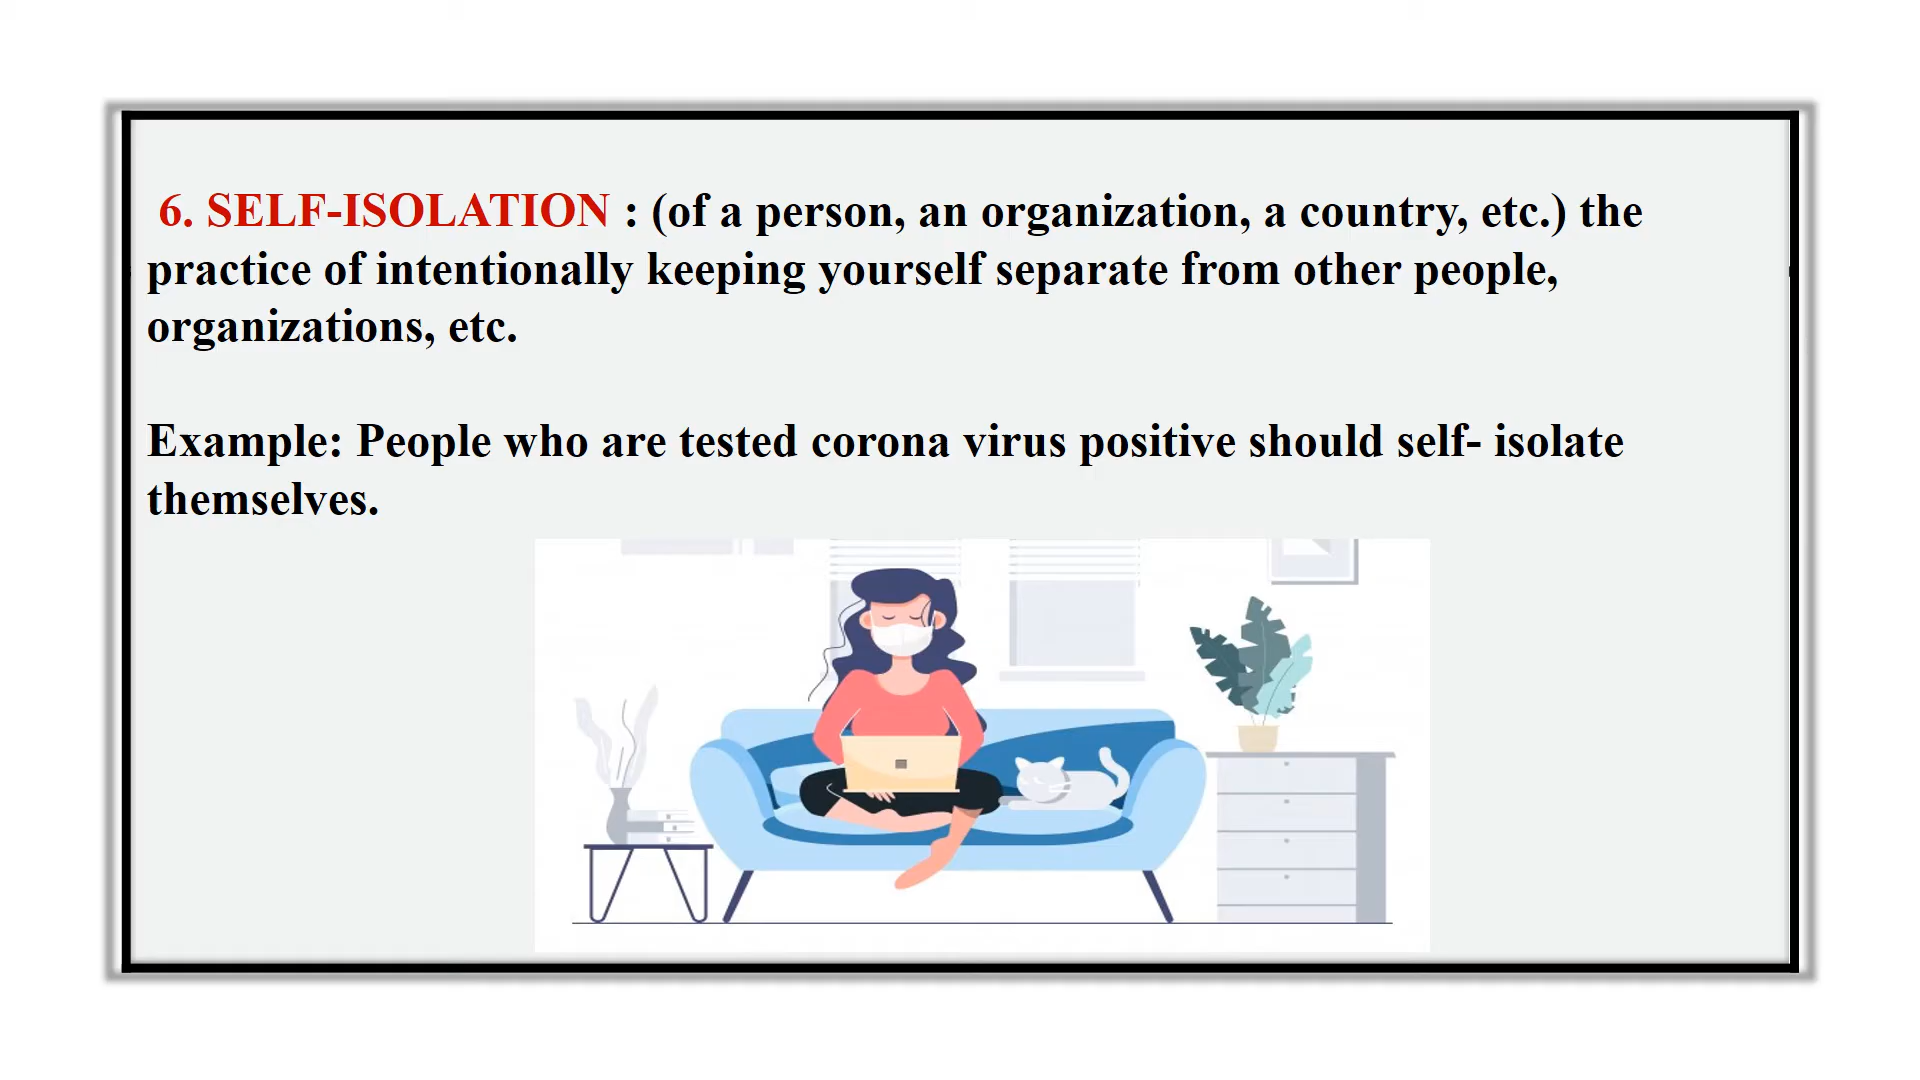 6. SELF-ISOLATION : (of a person, an organization, a country, etc.) the
practice of intentionally keeping yourself separate from other people,
organizations, etc.
Example: People who are tested corona virus positive should self- isolate
themselves.